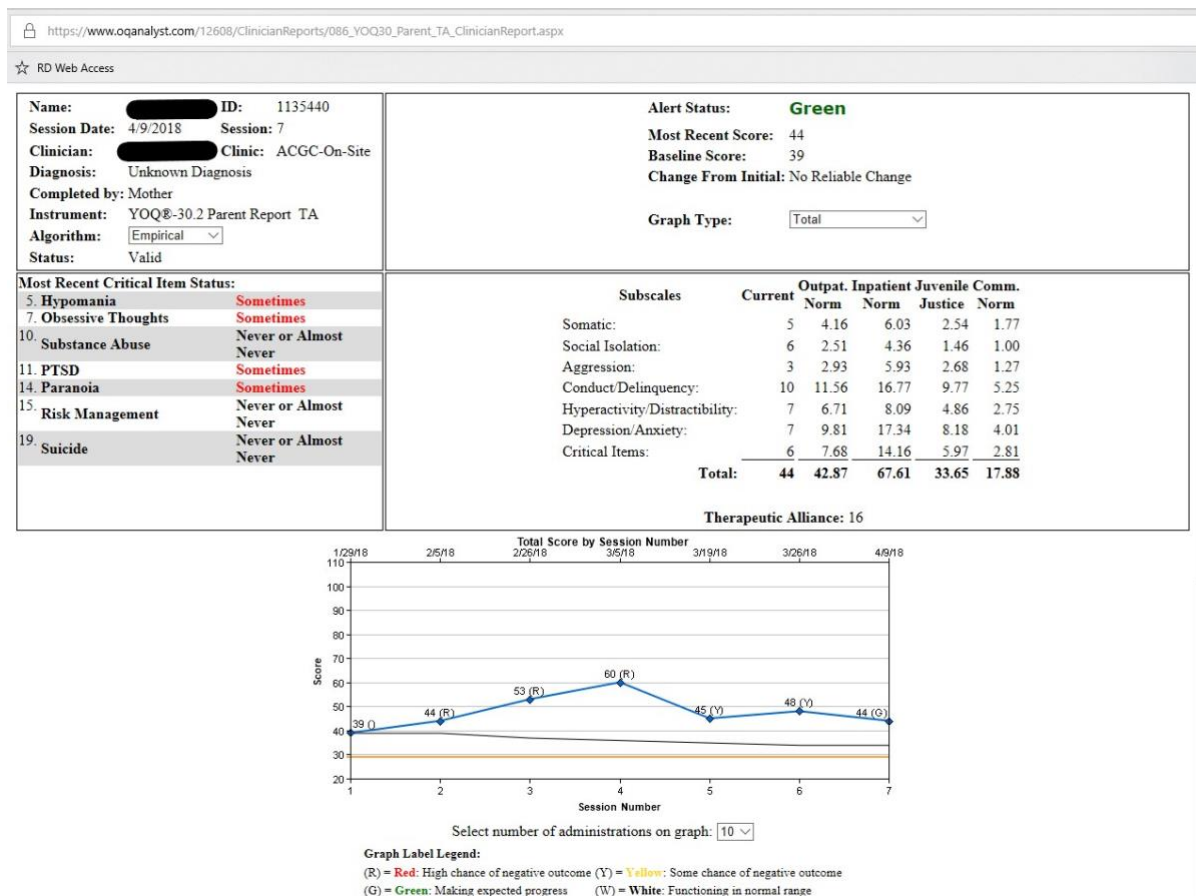 https://www.oqanalyst.com/12608/ClinicianReports/086_YOQ30_Parent_TA_ClinicianReport.aspx
RD Web Access
Name: ID: 1135440
Session Date: 4/9/2018 Session: 7
Clinician: Clinic: ACGC-On-Site
Diagnosis: Unknown Diagnosis
Completed by: Mother
Instrument: YOQ®-30.2 Parent Report TA
Algorithm: Empirical
Status: Valid
Alert Status: Green
Most Recent Score: 44
Baseline Score: 39
Change From Initial: No Reliable Change
Graph Type: Total
Most Recent Critical Item Status:
5. Hypomania Sometimes
7. Obsessive Thoughts Sometimes
10. Substance Abuse Never or Almost
Never
11. PTSD Sometimes
14. Paranoia Sometimes
15. Risk Management Never or Almost
Never
19. Suicide Never or Almost
Never
Outpat. Inpatient Juvenile Comm.
Subscales Current Norm Norm Justice Norm
Somatic: 5 4.16 6.03 2.54 1.77
Social Isolation: 6 2.51 4.36 1.46 1.00
Aggression: 3 2.93 5.93 2.68 1.27
Conduct/Delinquency: 10 11.56 16.77 9.77 5.25
Hyperactivity/Distractibility: 7 6.71 8.09 4.86 2.75
Depression/Anxiety: 7 9.81 17.34 8.18 4.01
Critical Items: 6 7.68 14.16 5.97 2.81
Total: 44 42.87 67.61 33.65 17.88
Therapeutic Alliance: 16
Total Score by Session Number
1/29/18 2/5/18 2/26/18 3/5/18 3/19/18 3/26/18 4/9/18
110
100
90
80
70
60
50
40
30
20
Score
39 () 44 (R) 53 (R) 60 (R) 45 (Y) 48 (Y) 44 (G)
1 2 3 4 5 6 7
Session Number
Select number of administrations on graph: 10
Graph Label Legend:
(R) = Red: High chance of negative outcome (Y) = Yellow: Some chance of negative outcome
(G) = Green: Making expected progress (W) = White: Functioning in normal range